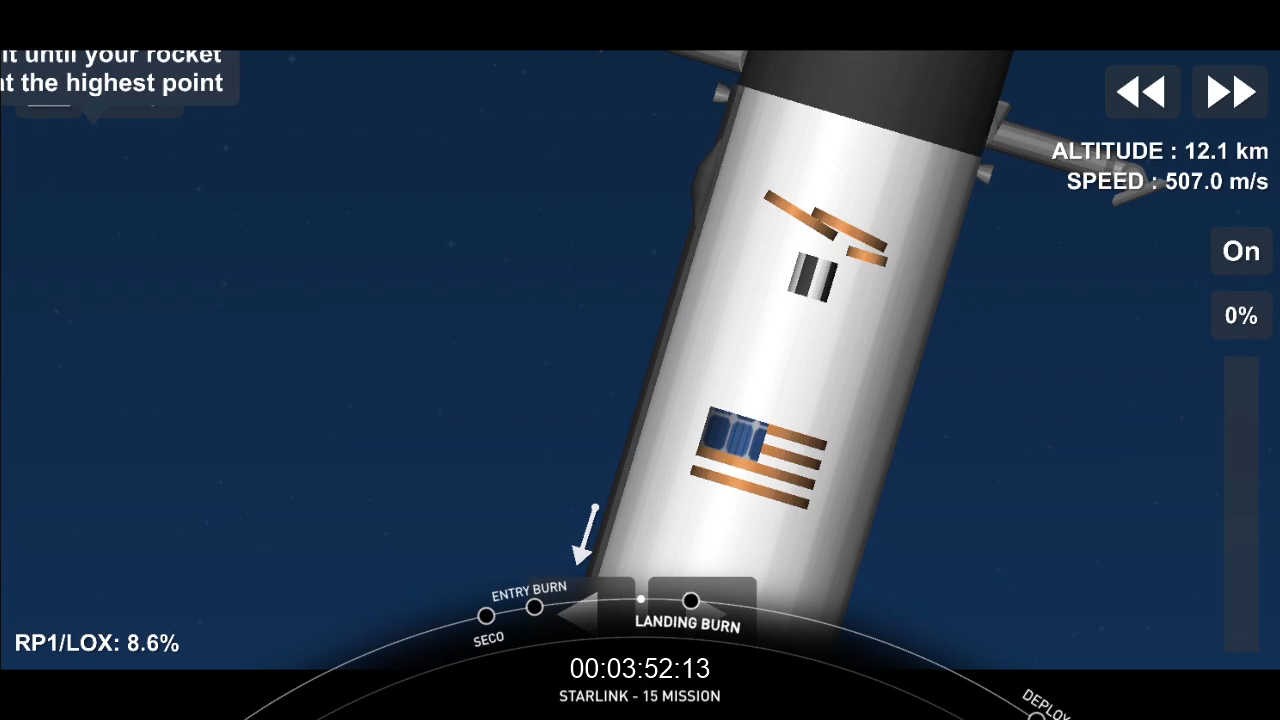 it until your rocket
at the highest point
ALTITUDE : 12.1 km
SPEED : 507.0 m/s
On
0%
ENTRY BURN
SECO
LANDING BURN
RP1/LOX: 8.6%
00:03:52:13
STARLINK - 15 MISSION
DEPLOY